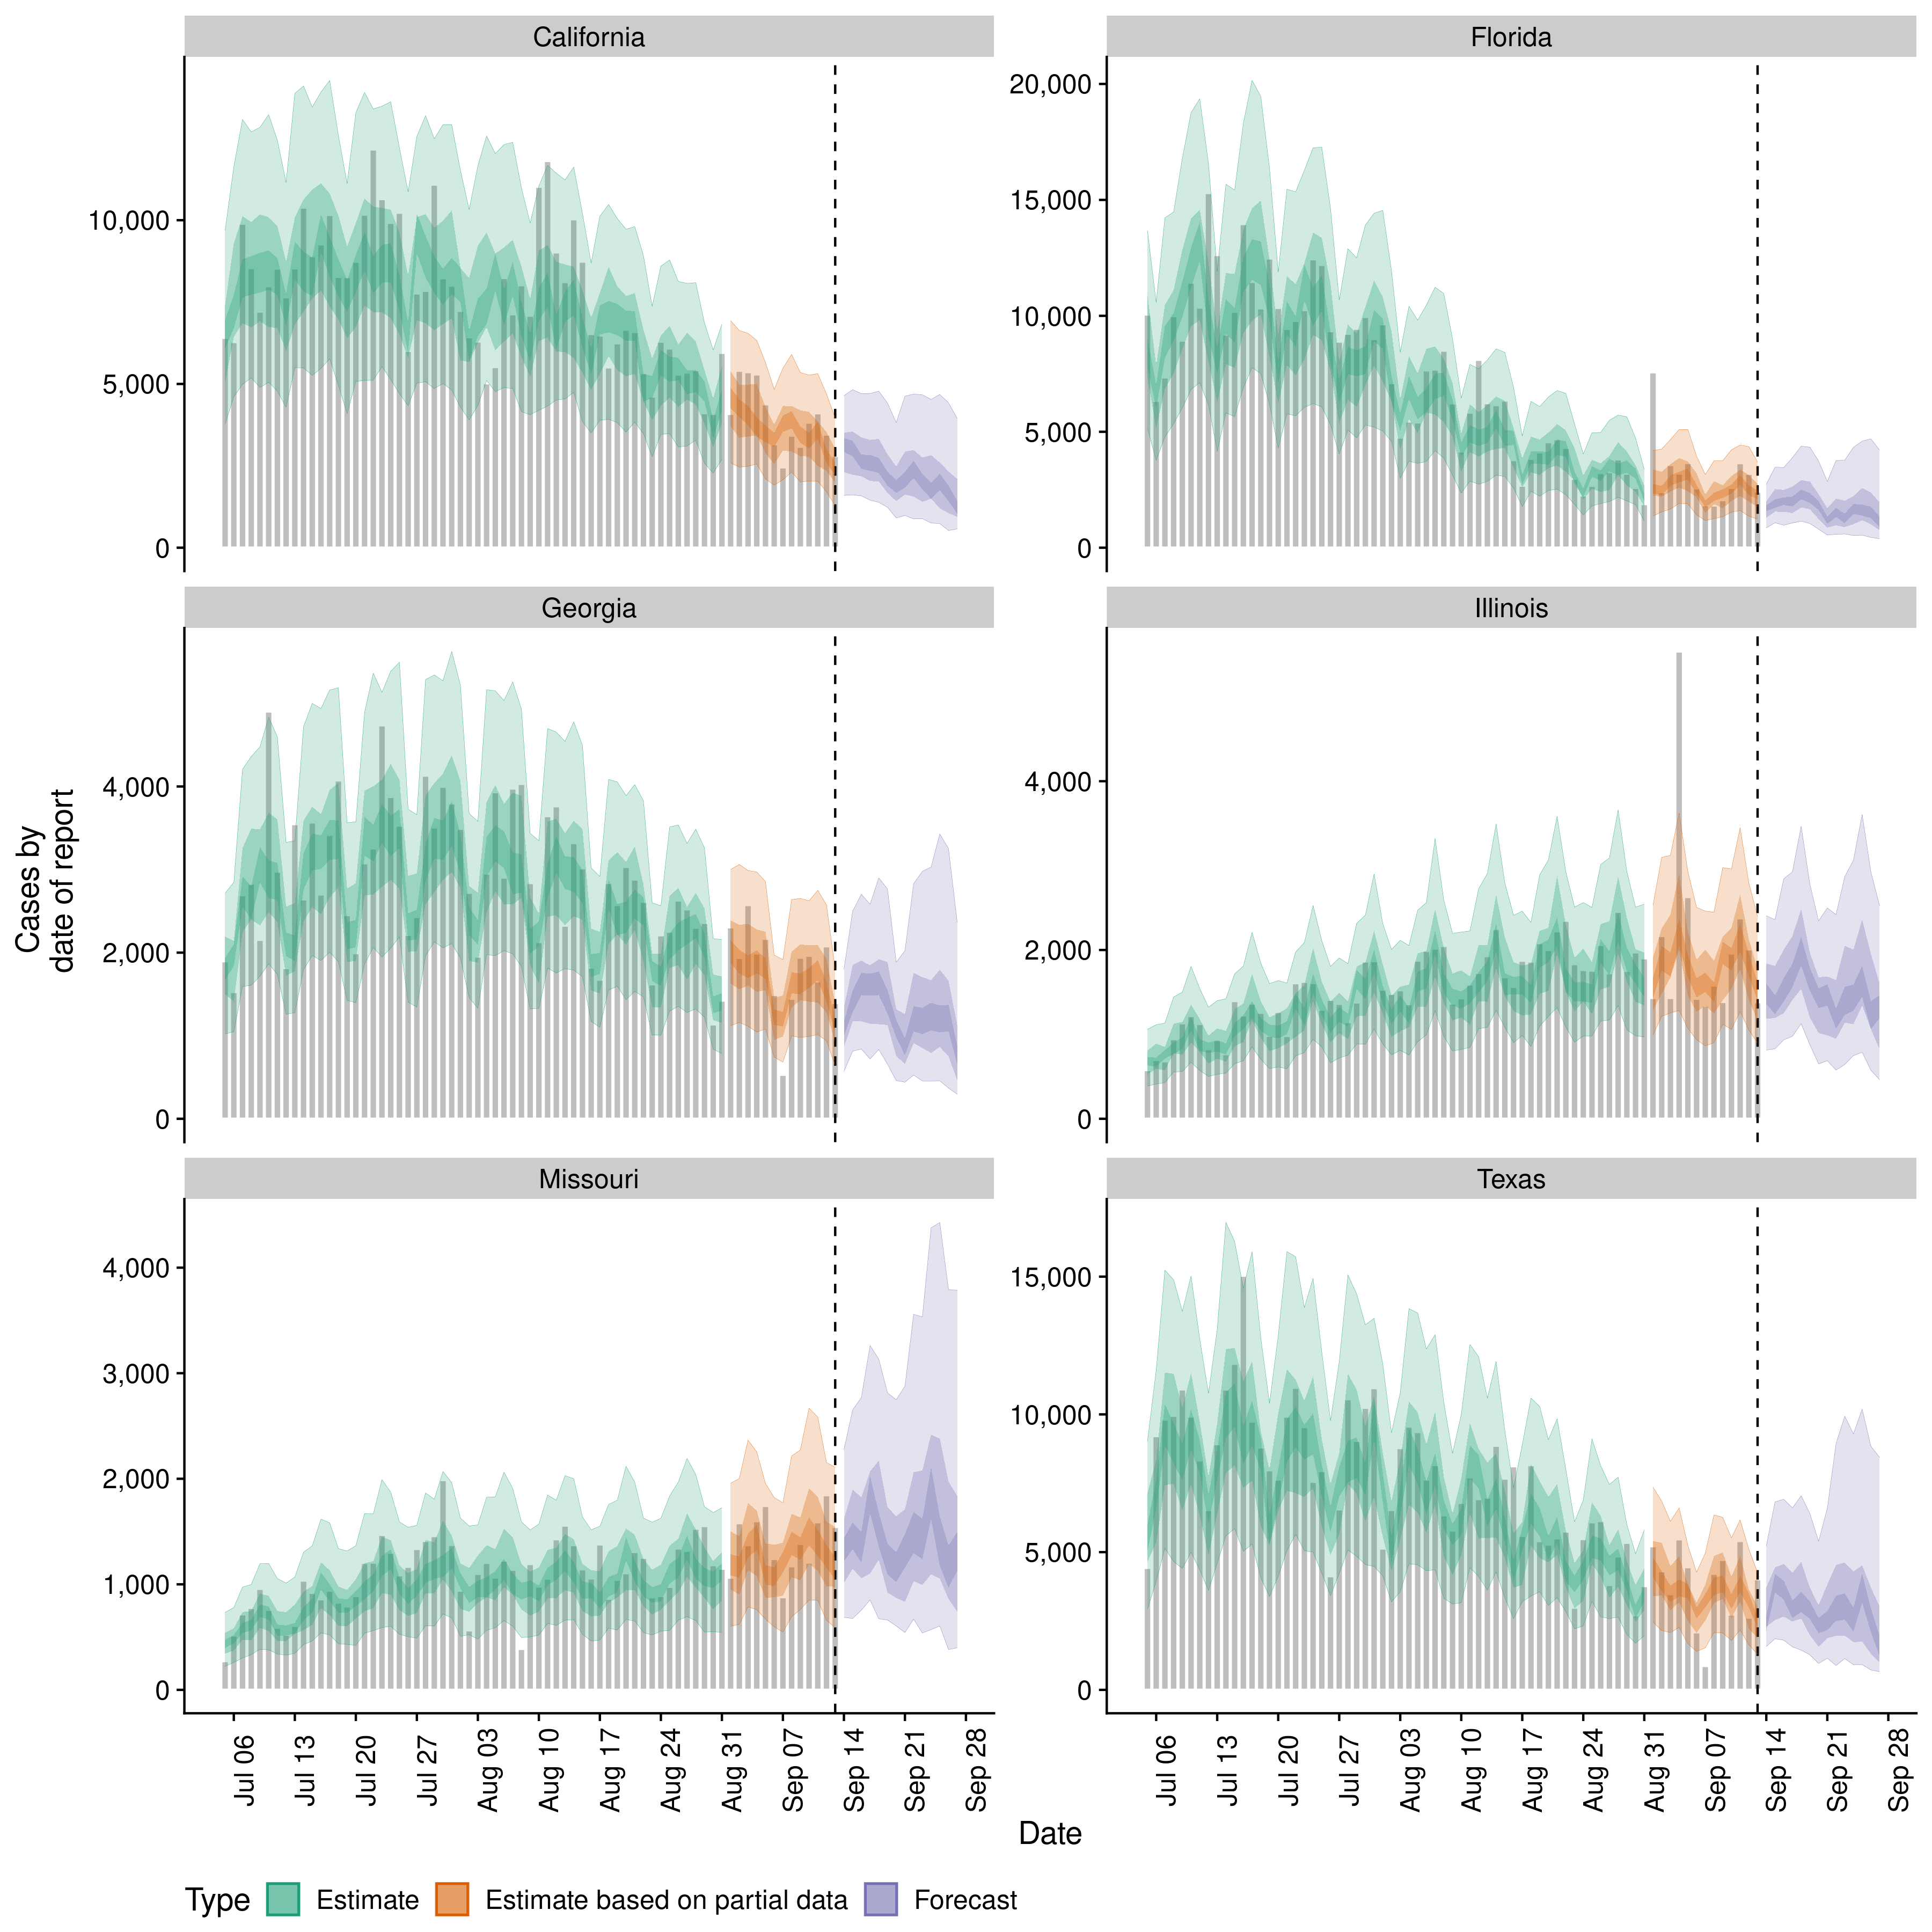 California
Florida
10,000
5,000
0
20,000
15,000
10,000
5,000
0
Georgia
Illinois
4,000
2,000
0
4,000
2,000
0
Missouri
Texas
4,000
3,000
2,000
1,000
0
15,000
10,000
5,000
0
Cases by
date of report
Jul 06
Jul 13
Jul 20
Jul 27
Aug 03
Aug 10
Aug 17
Aug 24
Aug 31
Sep 07
Sep 14
Sep 21
Sep 28
Jul 06
Jul 13
Jul 20
Jul 27
Aug 03
Aug 10
Aug 17
Aug 24
Aug 31
Sep 07
Sep 14
Sep 21
Sep 28
Date
Type Estimate Estimate based on partial data Forecast